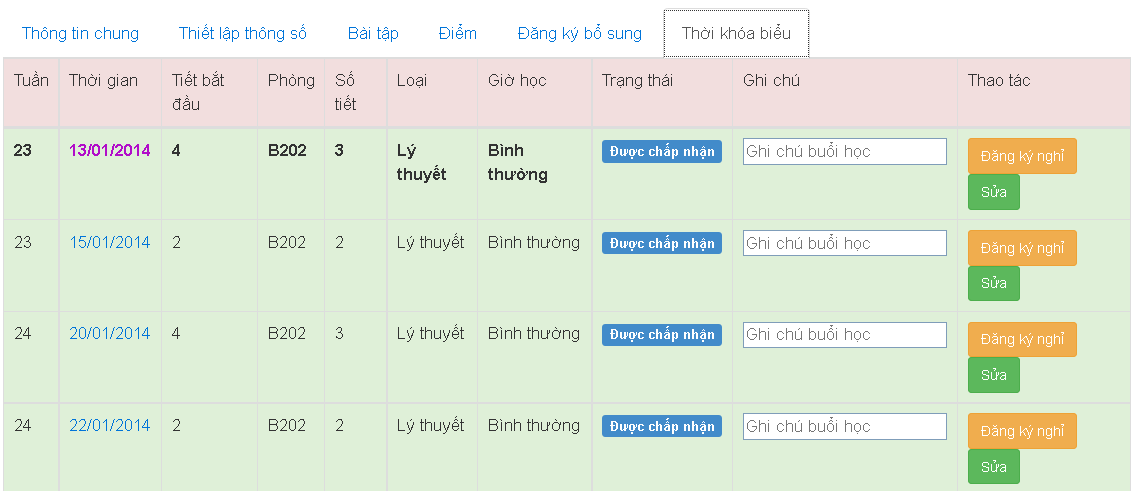 Thông tin chung Thiết lập thông số Bài tập Điểm Đăng ký bổ sung Thời khóa biểu
Tuần Thời gian Tiết bắt đầu Phòng Số tiết Loại Giờ học Trạng thái Ghi chú Thao tác
23 13/01/2014 4 B202 3 Lý thuyết Bình thường Được chấp nhận Ghi chú buổi học Đăng ký nghỉ
Sửa
23 15/01/2014 2 B202 2 Lý thuyết Bình thường Được chấp nhận Ghi chú buổi học Đăng ký nghỉ
Sửa
24 20/01/2014 4 B202 3 Lý thuyết Bình thường Được chấp nhận Ghi chú buổi học Đăng ký nghỉ
Sửa
24 22/01/2014 2 B202 2 Lý thuyết Bình thường Được chấp nhận Ghi chú buổi học Đăng ký nghỉ
Sửa